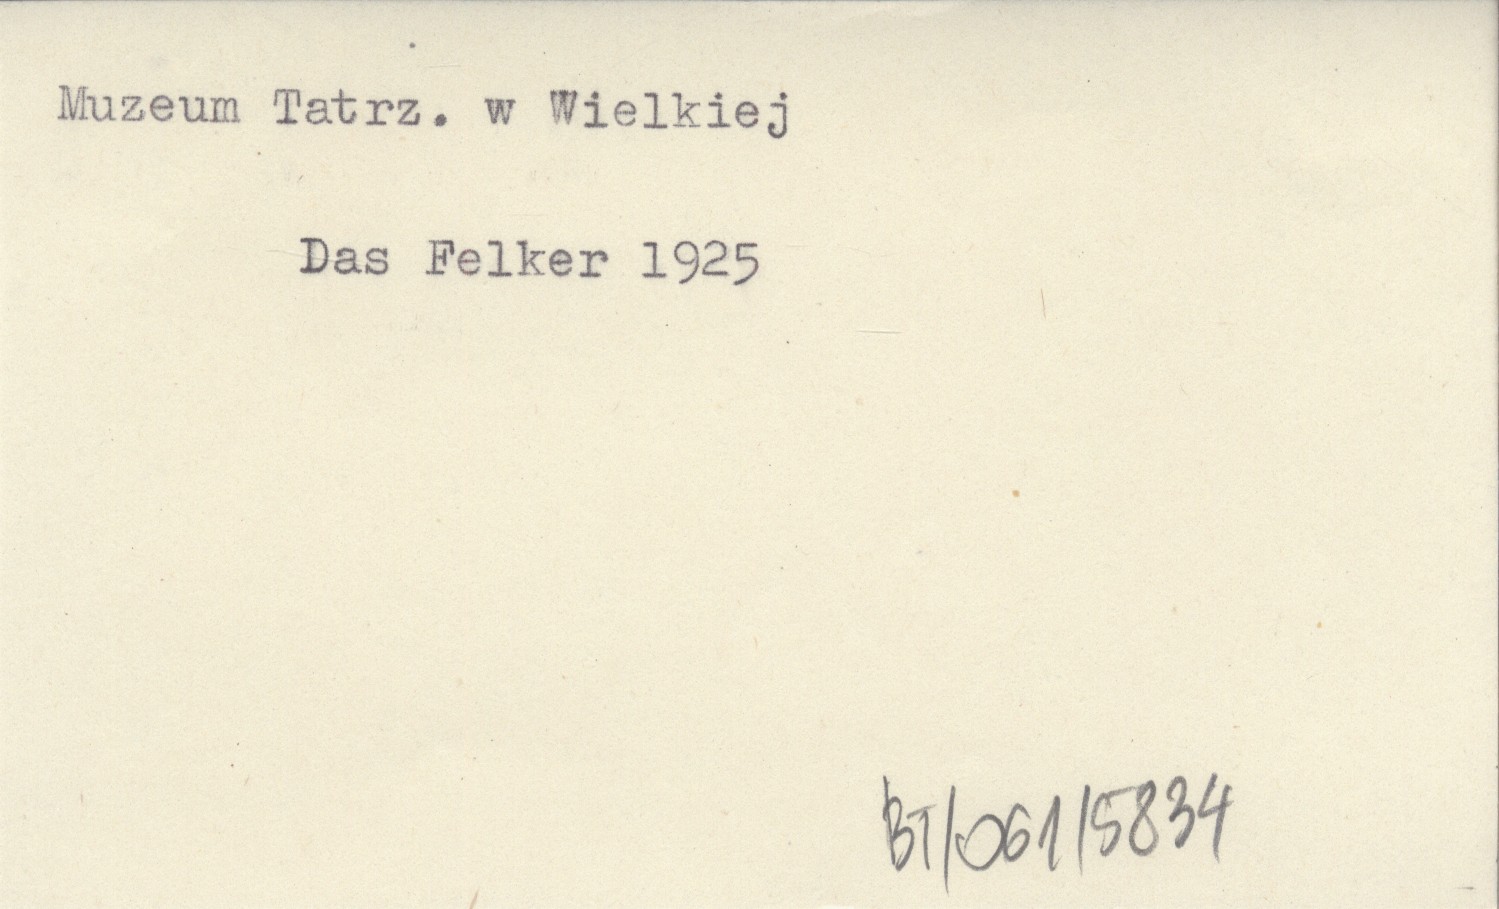 Muzeum Tatrz. w Wielkiej
Das Felker 1925
BT/061/5834